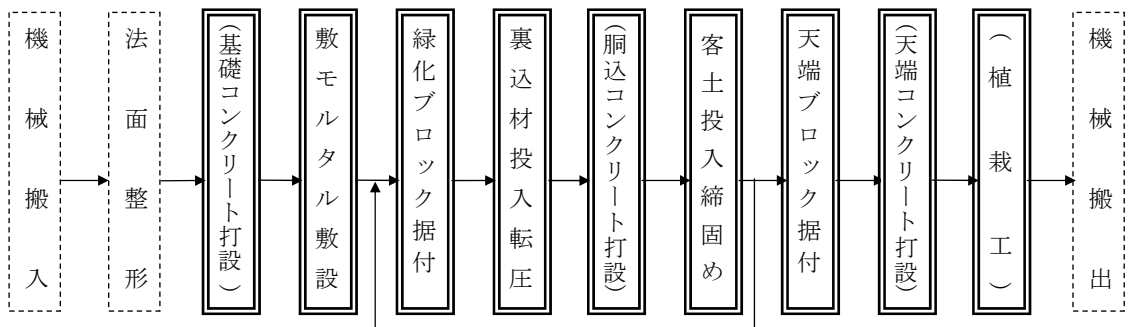 機械搬入
法面整形
（基礎コンクリート打設）
敷モルタル敷設
緑化ブロック据付
裏込材投入転圧
（胴込コンクリート打設）
客土投入締固め
天端ブロック据付
（天端コンクリート打設）
（植栽工）
機械搬出